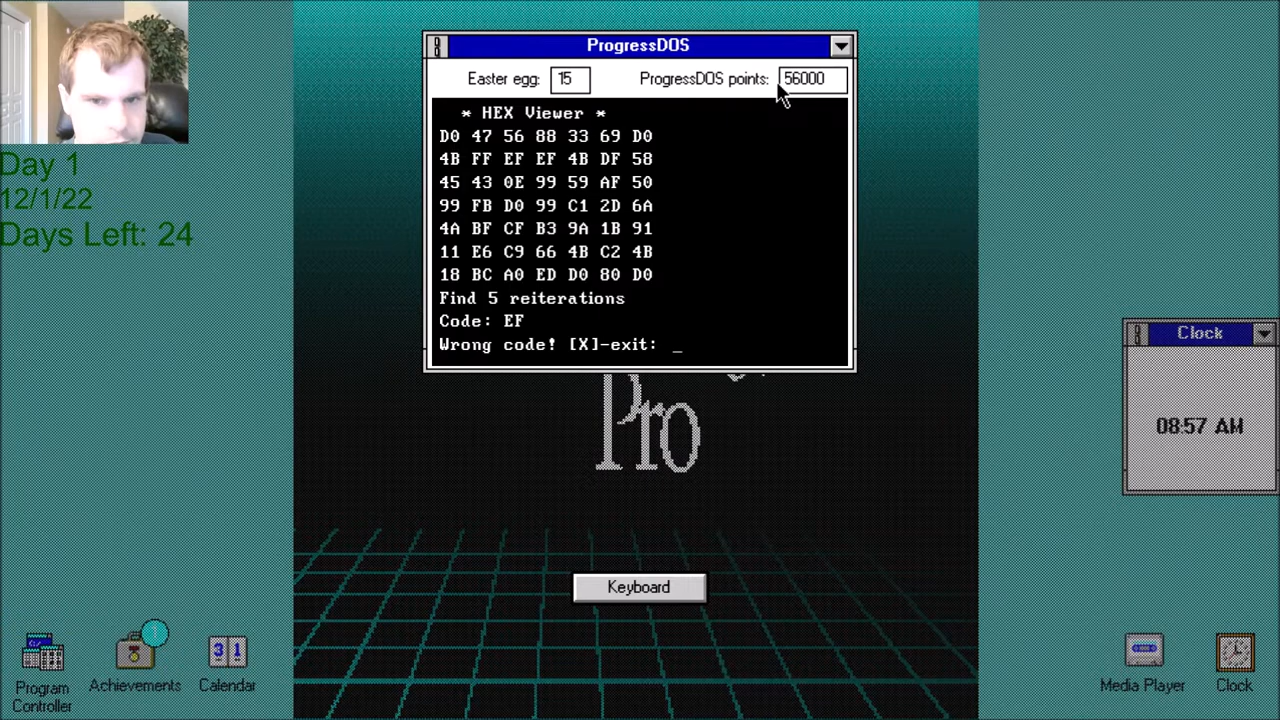 Day 1
12/1/22
Days Left: 24
ProgressDOS
Easter egg: 15 ProgressDOS points: 56000
* HEX Viewer *
D0 47 56 88 33 69 D0
4B FF EF EF 4B DF 58
45 43 0E 99 59 AF 50
99 FB D0 99 C1 2D 6A
4A BF CF B3 9A 1B 91
11 E6 C9 66 4B C2 4B
18 BC A0 ED D0 80 D0
Find 5 reiterations
Code: EF
Wrong code! [X]-exit: _
Pro
Clock
08:57 AM
Keyboard
31
Program
Controller
Achievements
Calendar
Media Player
Clock